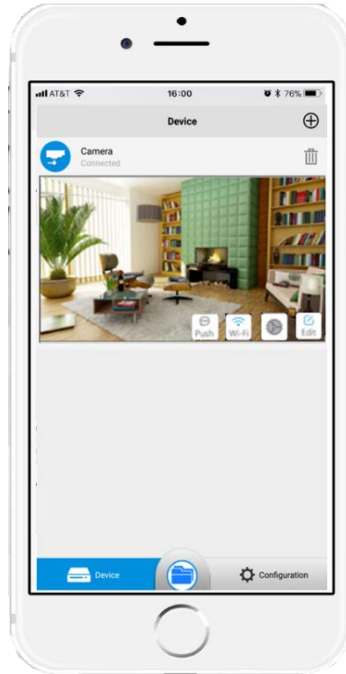 AT&T 16:00 76%
Device
Camera
Connected
Push Wi-Fi Edit
Device Configuration